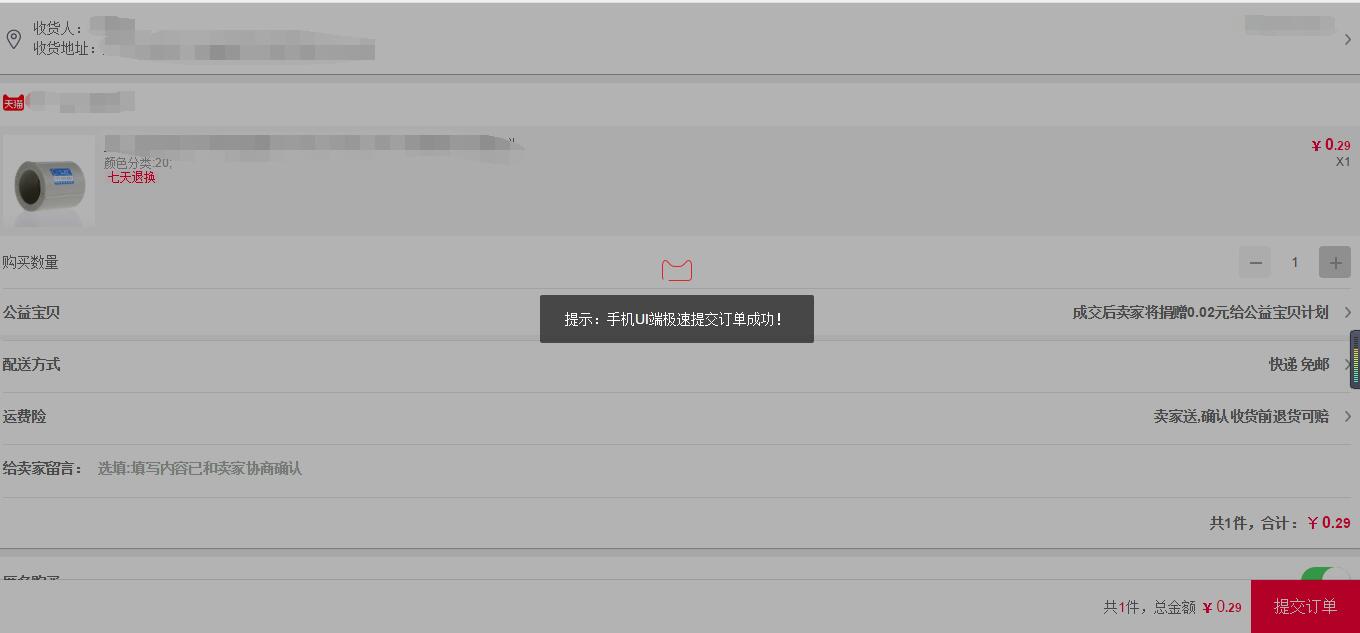 收货人：
收货地址：
天猫
颜色分类:20;
七天退换
￥0.29
X1
购买数量
1
公益宝贝 成交后卖家将捐赠0.02元给公益宝贝计划
提示：手机UI端极速提交订单成功！
配送方式 快递 免邮
运费险 卖家送,确认收货前退货可赔
给卖家留言： 选填:填写内容已和卖家协商确认
共1件，合计：￥0.29
匿名购买
共1件，总金额 ￥0.29 提交订单